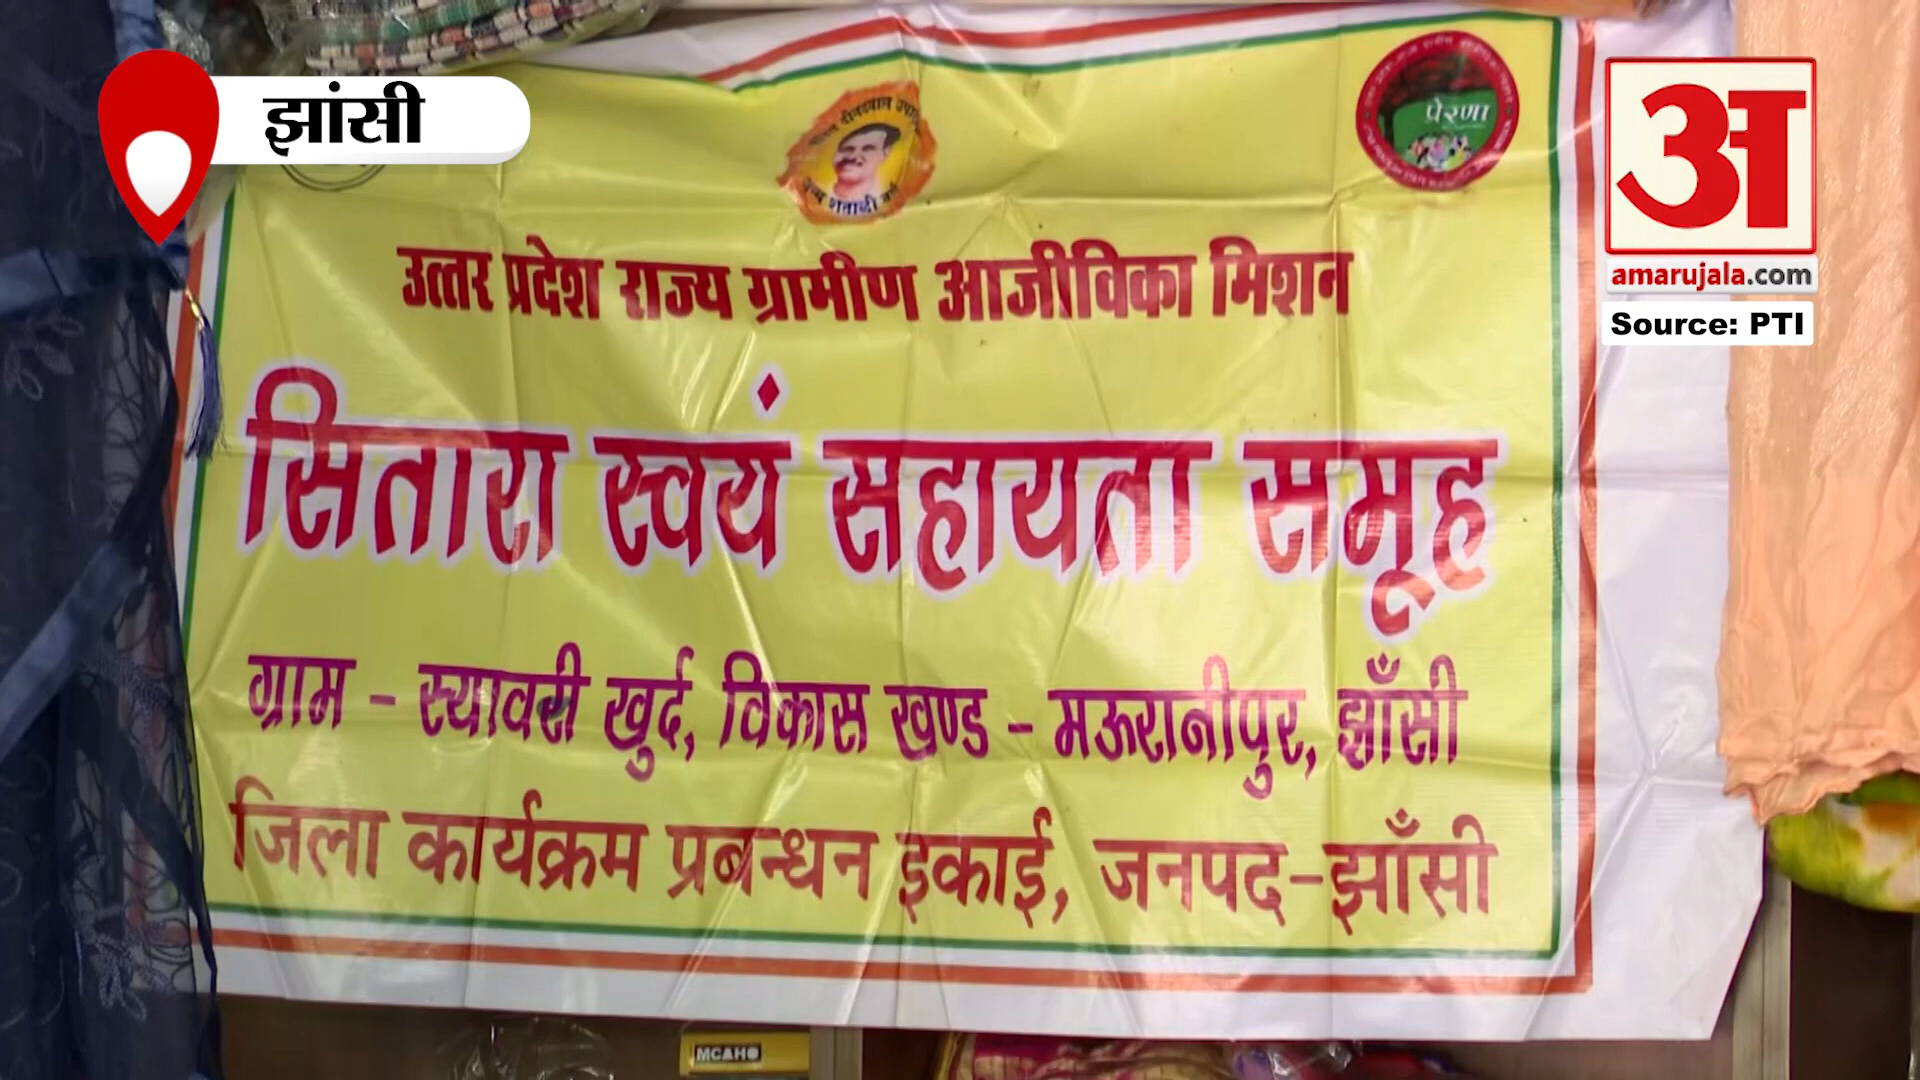 झांसी
प्रेरणा
अ
amarujala.com
Source: PTI
उत्तर प्रदेश राज्य ग्रामीण आजीविका मिशन
सितारा स्वयं सहायता समूह
ग्राम - स्यावरी खुर्द, विकास खण्ड - मऊरानीपुर, झाँसी
जिला कार्यक्रम प्रबन्धन इकाई, जनपद-झाँसी